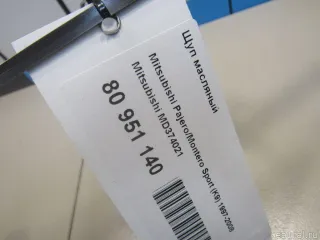 Щуп масляный
Mitsubishi Pajero/Montero Sport (K9) 1997-2008
Mitsubishi MD374021
80 951 140